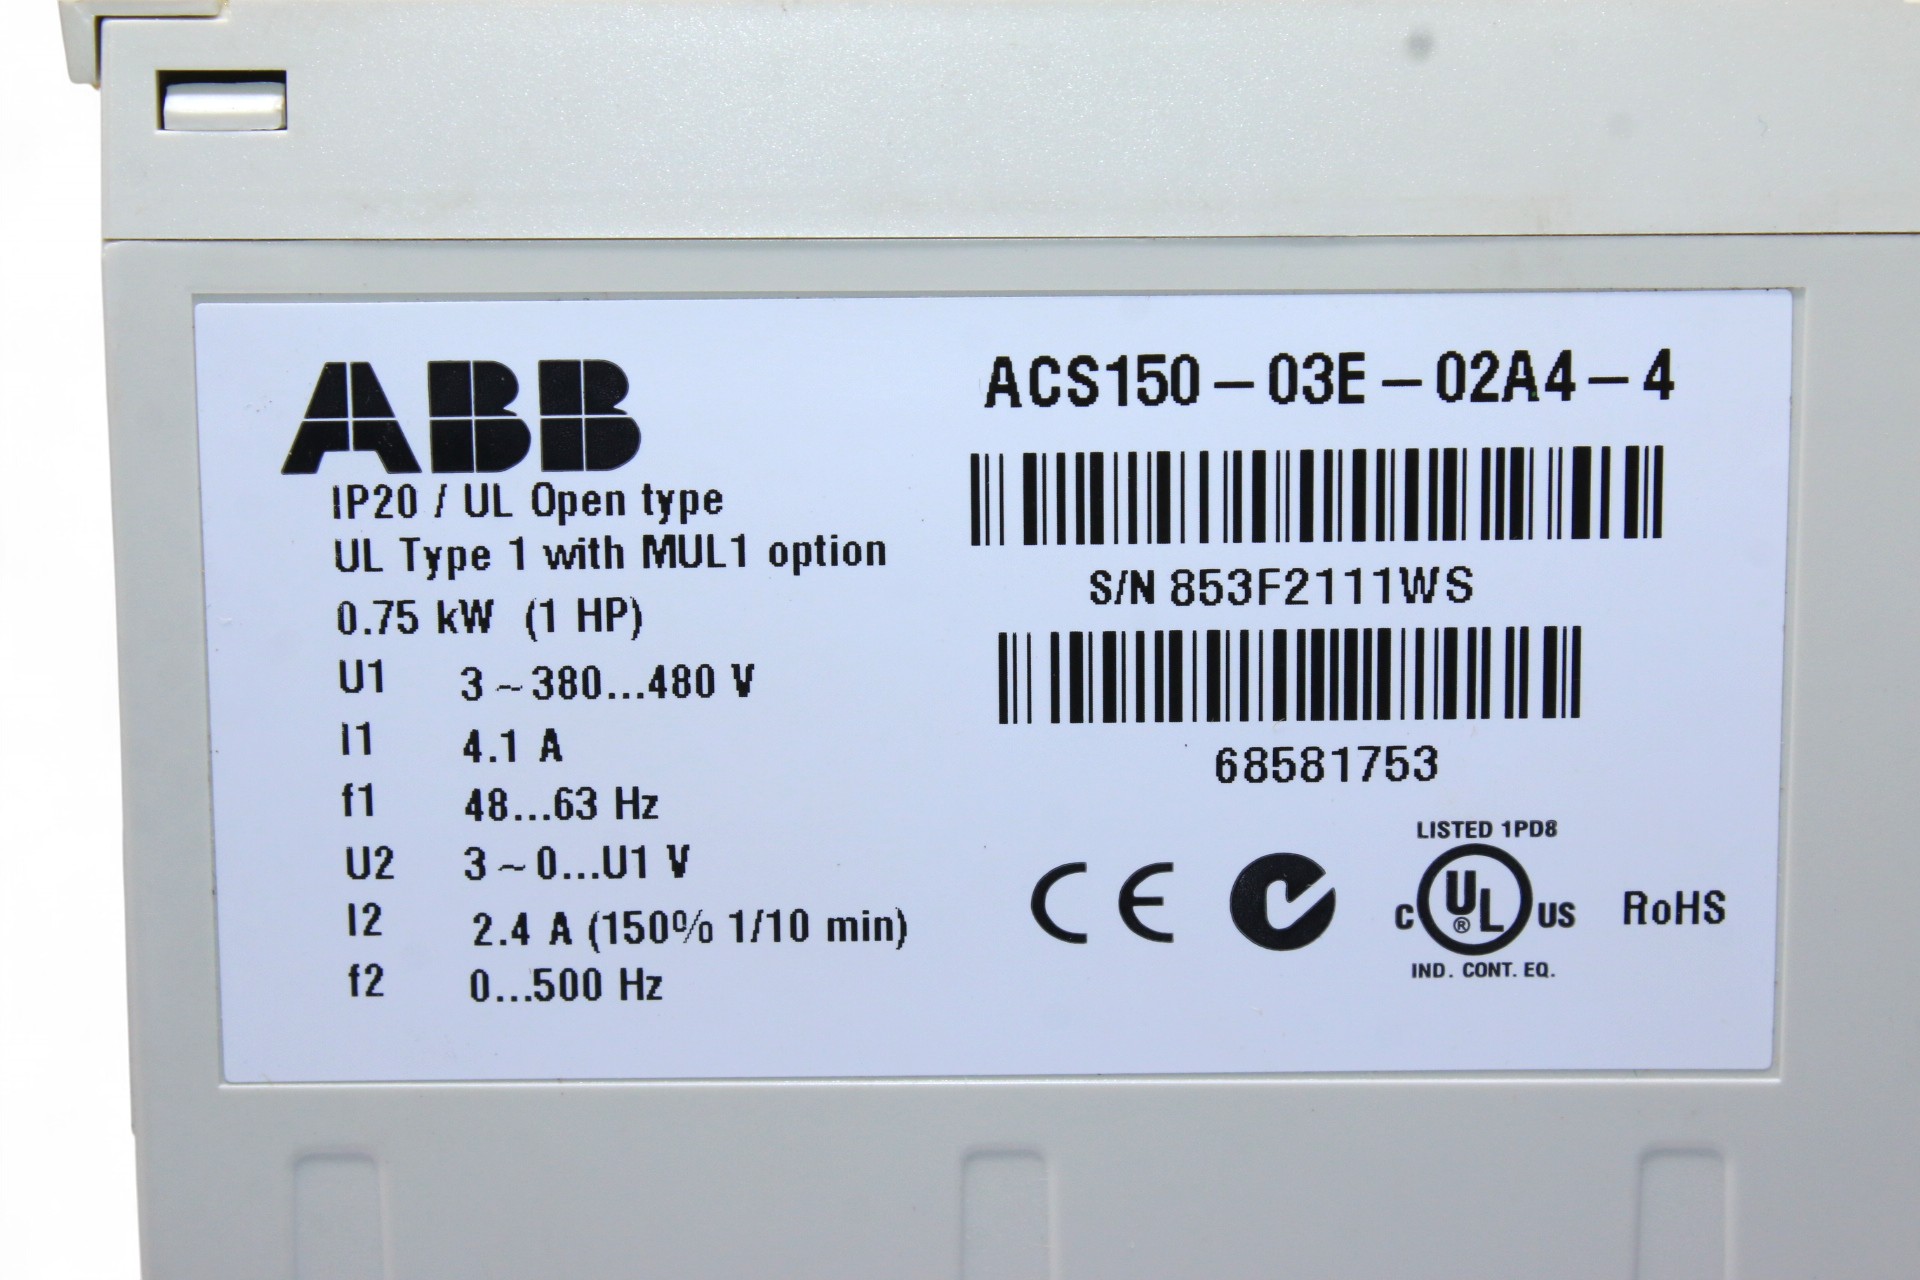 ABB
IP20 / UL Open type
UL Type 1 with MUL1 option
0.75 kW (1 HP)
U1 3~380...480 V
I1 4.1 A
f1 48...63 Hz
U2 3~0...U1 V
I2 2.4 A (150% 1/10 min)
f2 0...500 Hz
ACS150-03E-02A4-4
S/N 853F2111WS
68581753
CE
LISTED 1PD8
C UL® US
IND. CONT. EQ.
RoHS